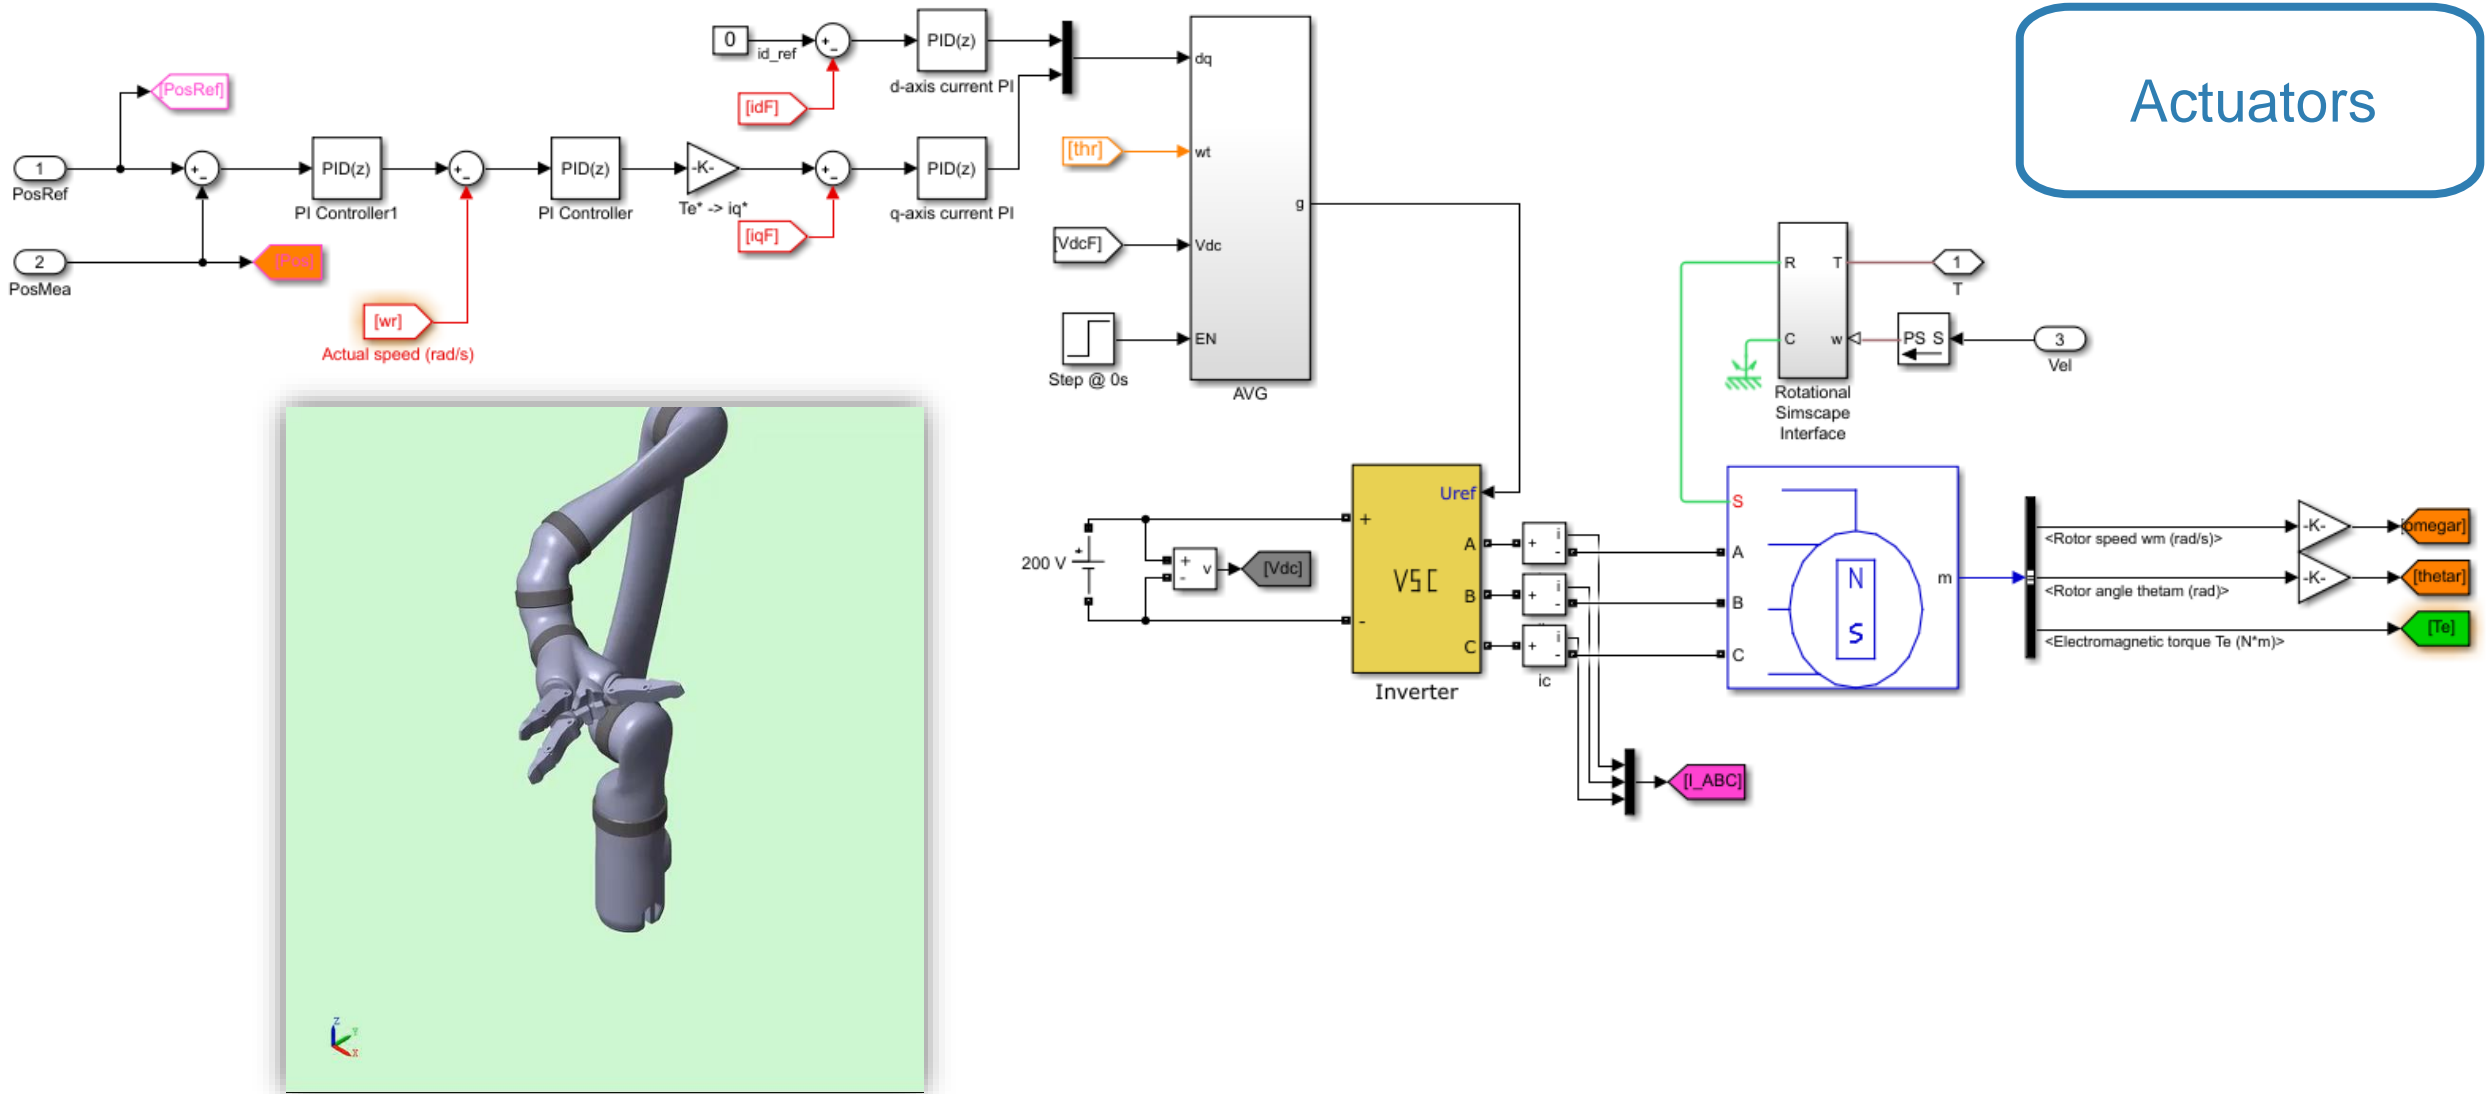 Actuators
0
id_ref
+
-
PID(z)
d-axis current PI
[idF]
[PosRef]
1
PosRef
+
-
PID(z)
PI Controller1
+
-
PID(z)
PI Controller
-K-
Te* -> iq*
+
-
PID(z)
q-axis current PI
[iqF]
2
PosMea
[Pos]
[wr]
Actual speed (rad/s)
dq
[thr]
wt
g
[VdcF]
Vdc
Step @ 0s
EN
AVG
R
T
1
T
C
w
PS S
3
Vel
Rotational
Simscape
Interface
200 V
+
+
-
v
[Vdc]
+
-
Uref
A
B
C
VSC
Inverter
+
i
-
+
i
-
+
i
-
ic
S
A
B
C
N
S
m
<Rotor speed wm (rad/s)>
-K-
[omegar]
<Rotor angle thetam (rad)>
-K-
[thetar]
<Electromagnetic torque Te (N*m)>
[Te]
[I_ABC]
Z
Y
X